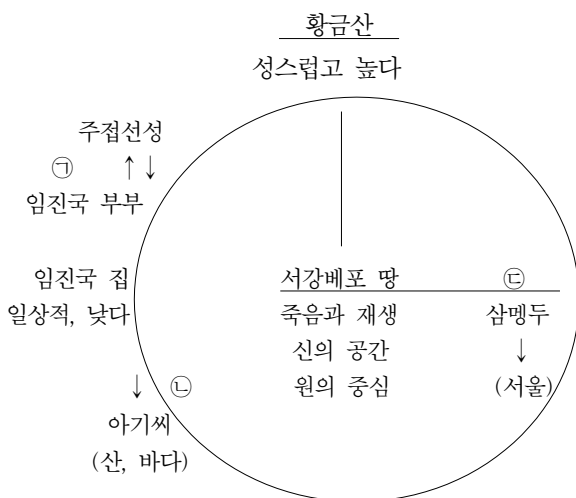 황금산
성스럽고 높다
주접선성
㉠ ↑ ↓
임진국 부부
임진국 집
일상적, 낮다
서강베포 땅
죽음과 재생
신의 공간
원의 중심
㉢
삼멩두
↓
(서울)
↓ ㉡
아기씨
(산, 바다)